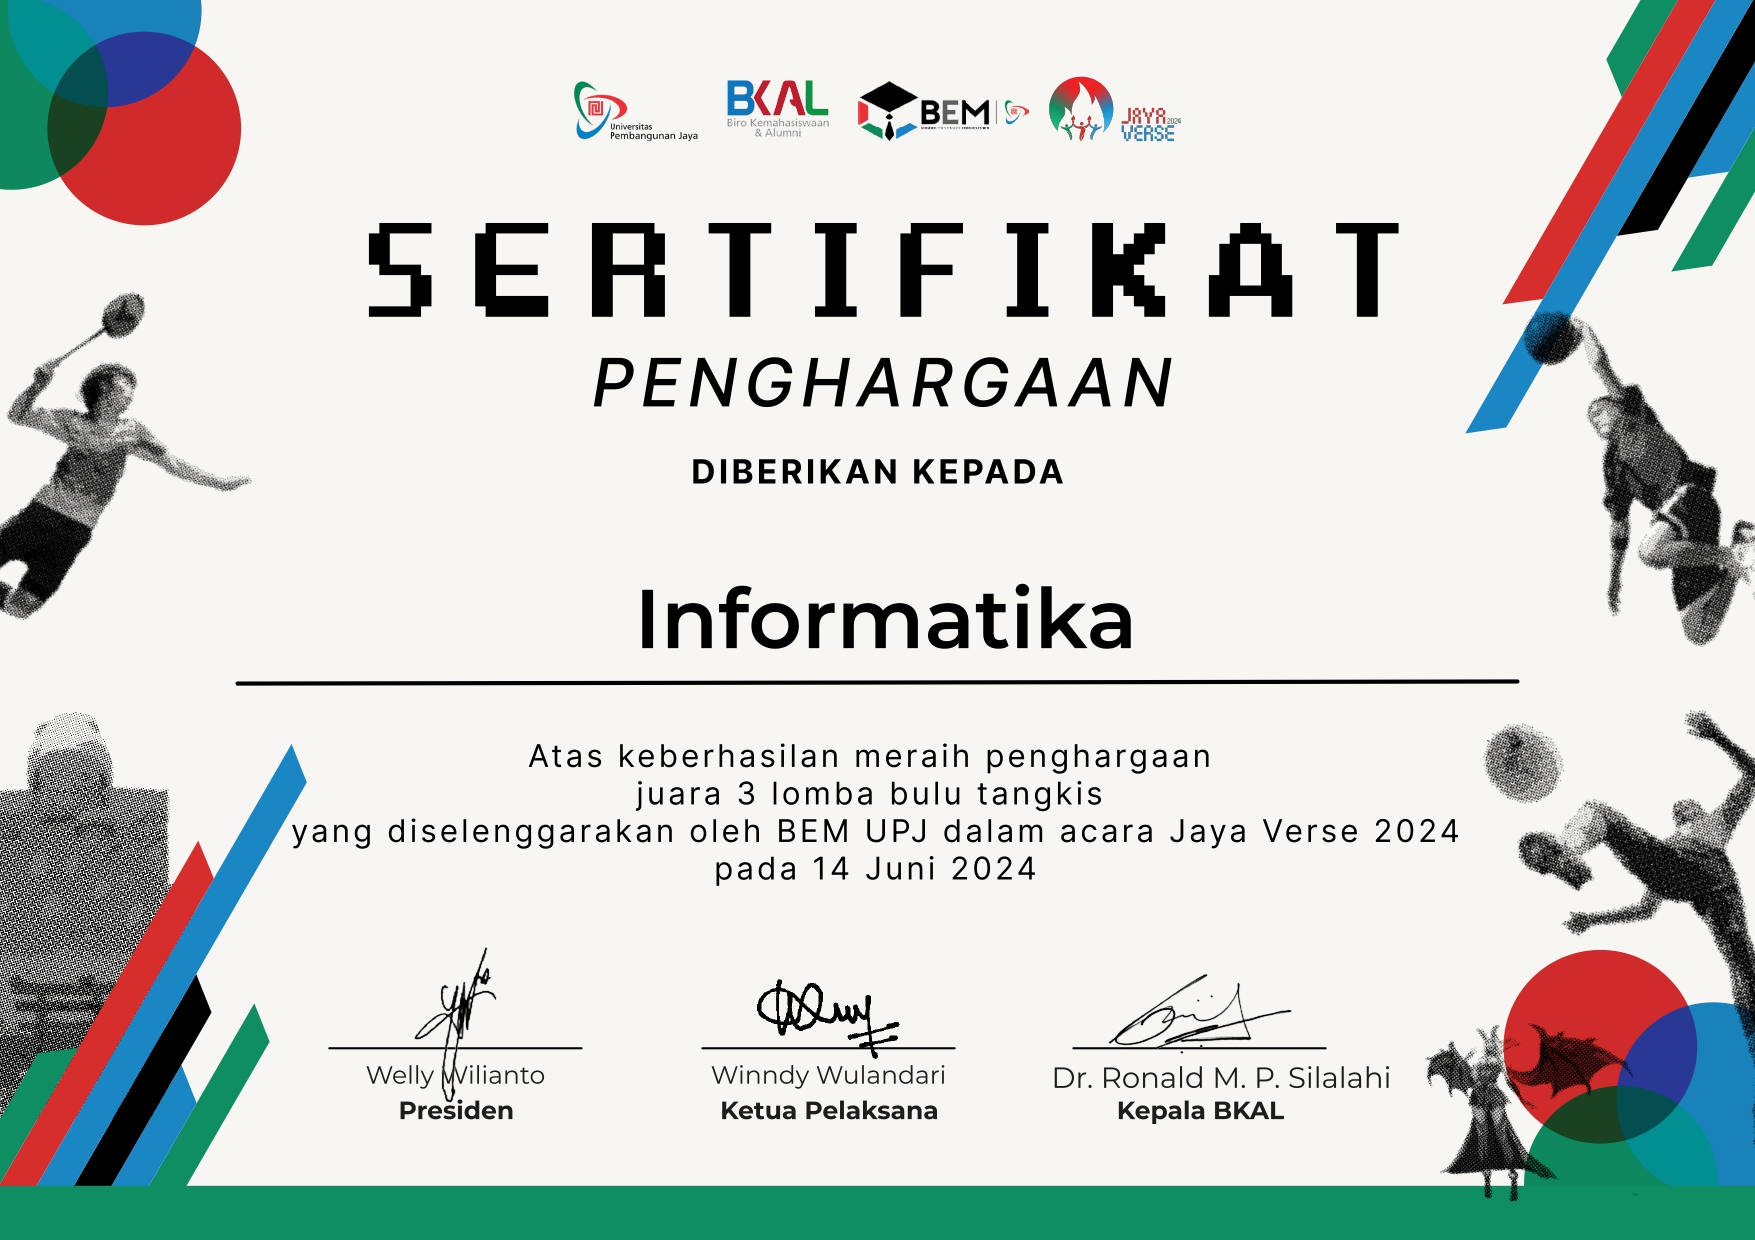 Universitas
Pembangunan Jaya
BKAL
Biro Kemahasiswaan
& Alumni
BEM
JAYA 2024
VERSE
SERTIFIKAT
PENGHARGAAN
DIBERIKAN KEPADA
Informatika
Atas keberhasilan meraih penghargaan
juara 3 lomba bulu tangkis
yang diselenggarakan oleh BEM UPJ dalam acara Jaya Verse 2024
pada 14 Juni 2024
Welly Wilianto
Presiden
Winndy Wulandari
Ketua Pelaksana
Dr. Ronald M. P. Silalahi
Kepala BKAL